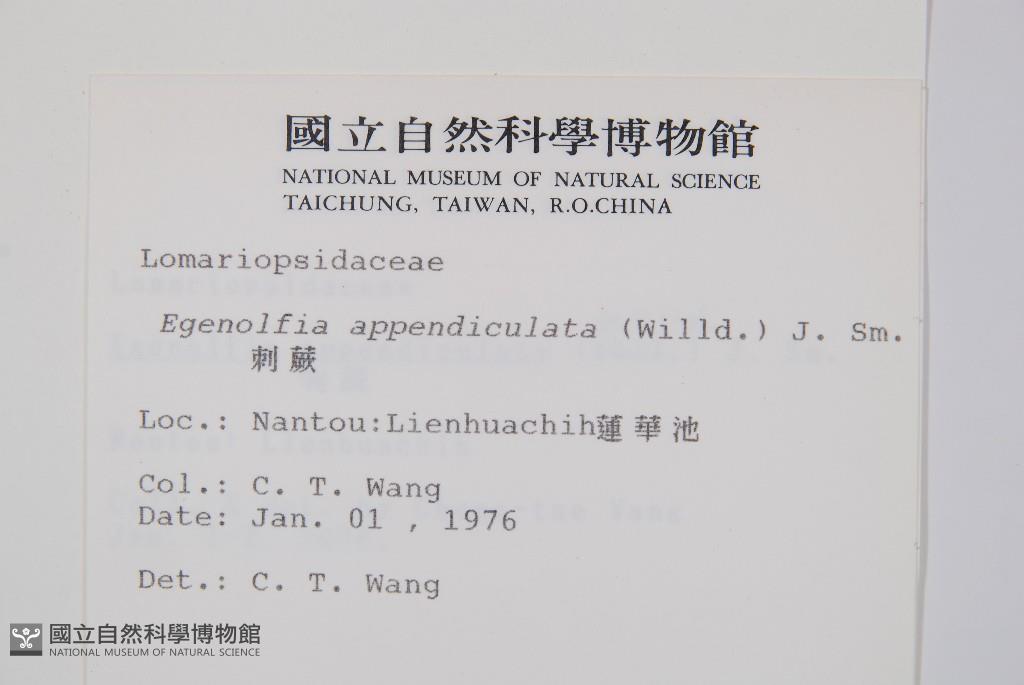 國立自然科學博物館
NATIONAL MUSEUM OF NATURAL SCIENCE
TAICHUNG, TAIWAN, R.O.CHINA
Lomariopsidaceae
Egenolfia appendiculata (Willd.) J. Sm.
刺蕨
Loc.: Nantou:Lienhuachih蓮華池
Col.: C. T. Wang
Date: Jan. 01 , 1976
Det.: C. T. Wang
國立自然科學博物館
NATIONAL MUSEUM OF NATURAL SCIENCE